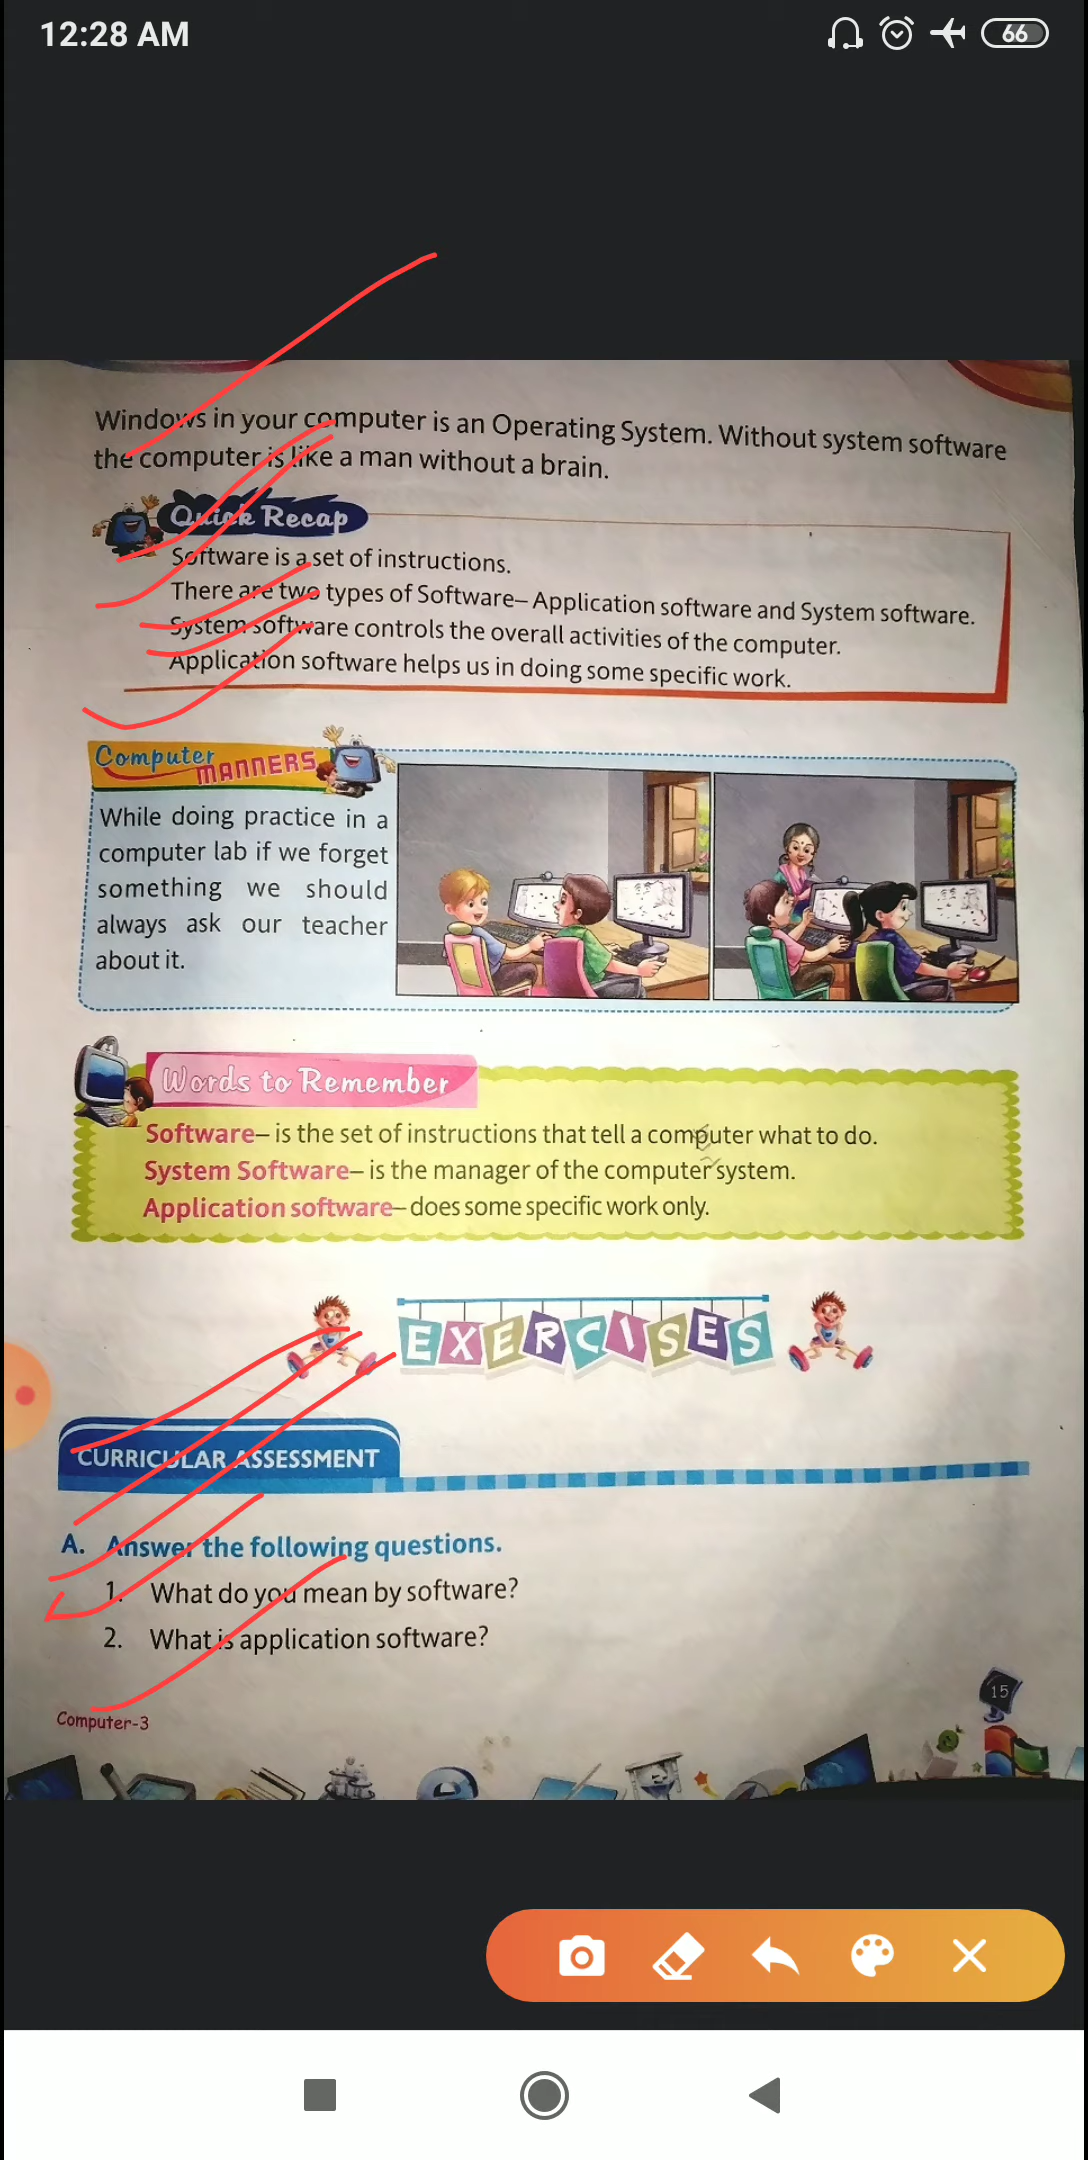 12:28 AM
66
Windows in your computer is an Operating System. Without system software
the computer is like a man without a brain.
Quick Recap
Software is a set of instructions.
There are two types of Software– Application software and System software.
System software controls the overall activities of the computer.
Application software helps us in doing some specific work.
Computer
MANNERS
While doing practice in a
computer lab if we forget
something we should
always ask our teacher
about it.
Words to Remember
Software– is the set of instructions that tell a computer what to do.
System Software– is the manager of the computer system.
Application software– does some specific work only.
EXERCISES
CURRICULAR ASSESSMENT
A. Answer the following questions.
1. What do you mean by software?
2. What is application software?
15
Computer-3